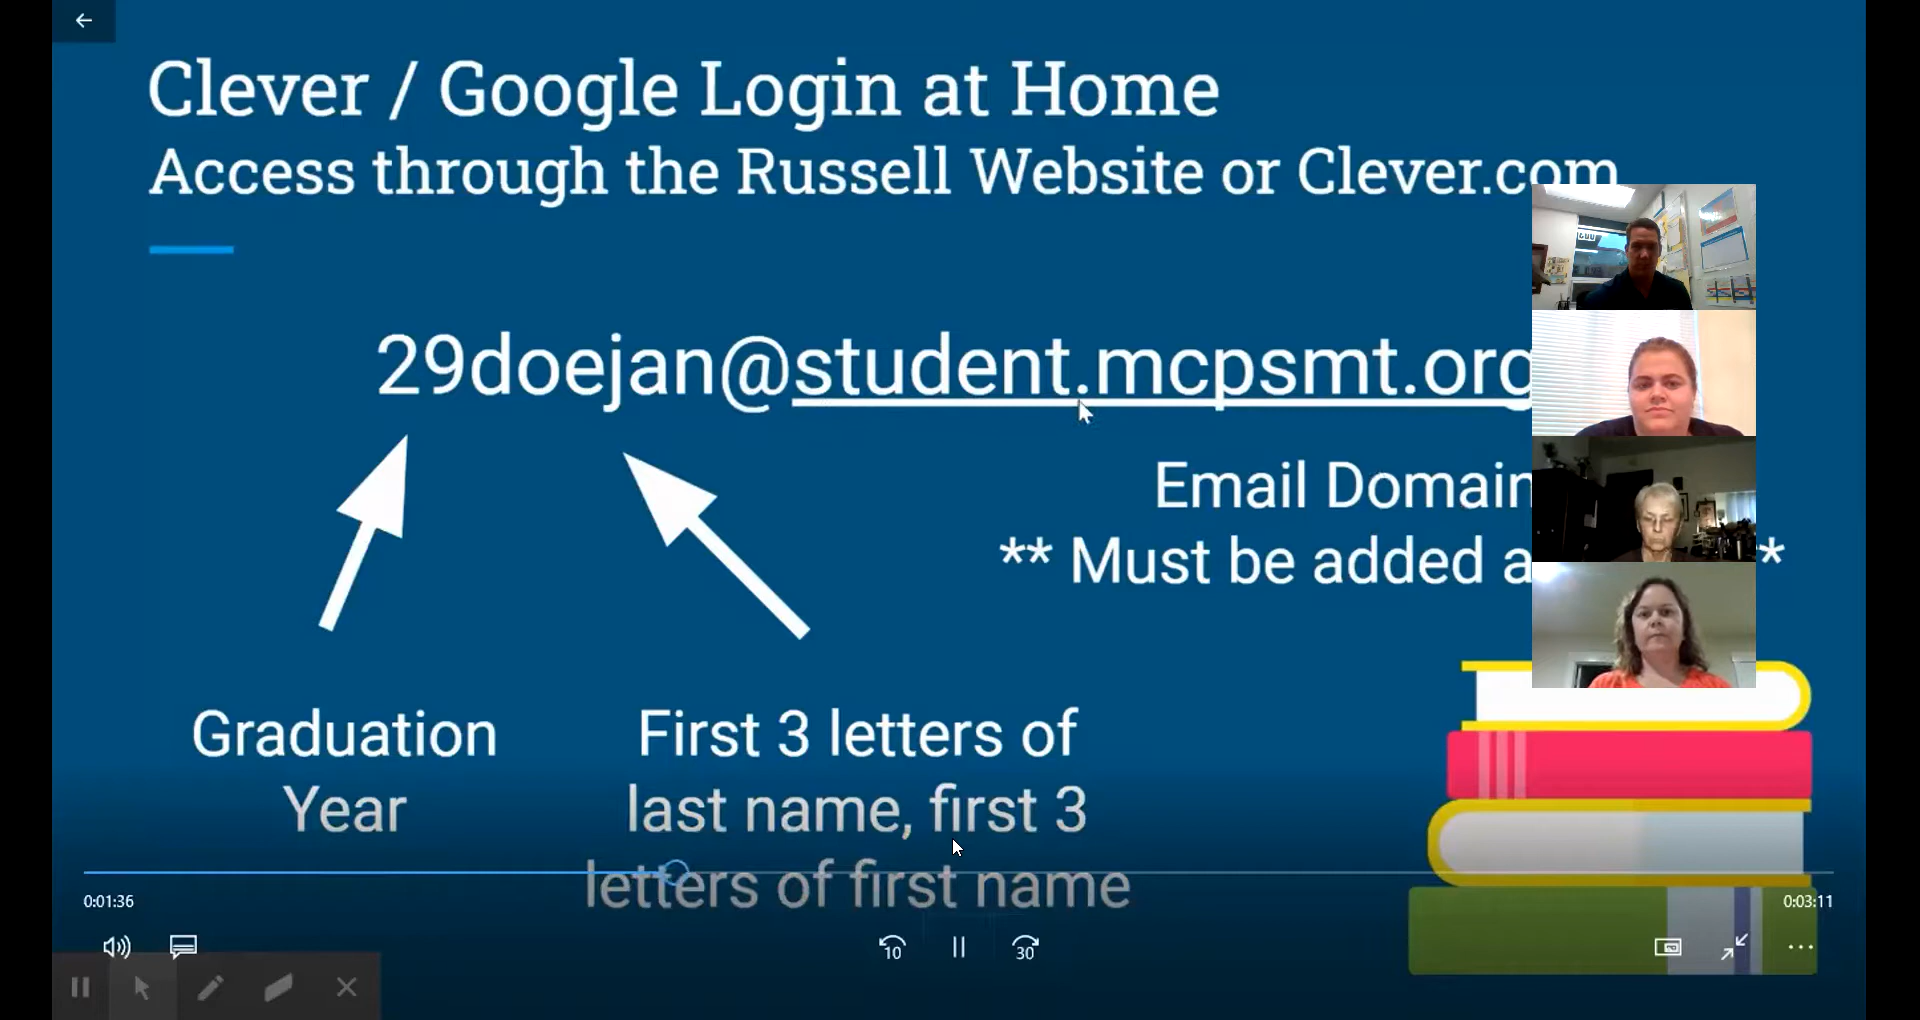 Clever / Google Login at Home
Access through the Russell Website or Clever.com
29doejan@student.mcpsmt.org
Email Domain
** Must be added a *
Graduation
Year
First 3 letters of
last name, first 3
letters of first name
0:01:36
0:03:11
10
30